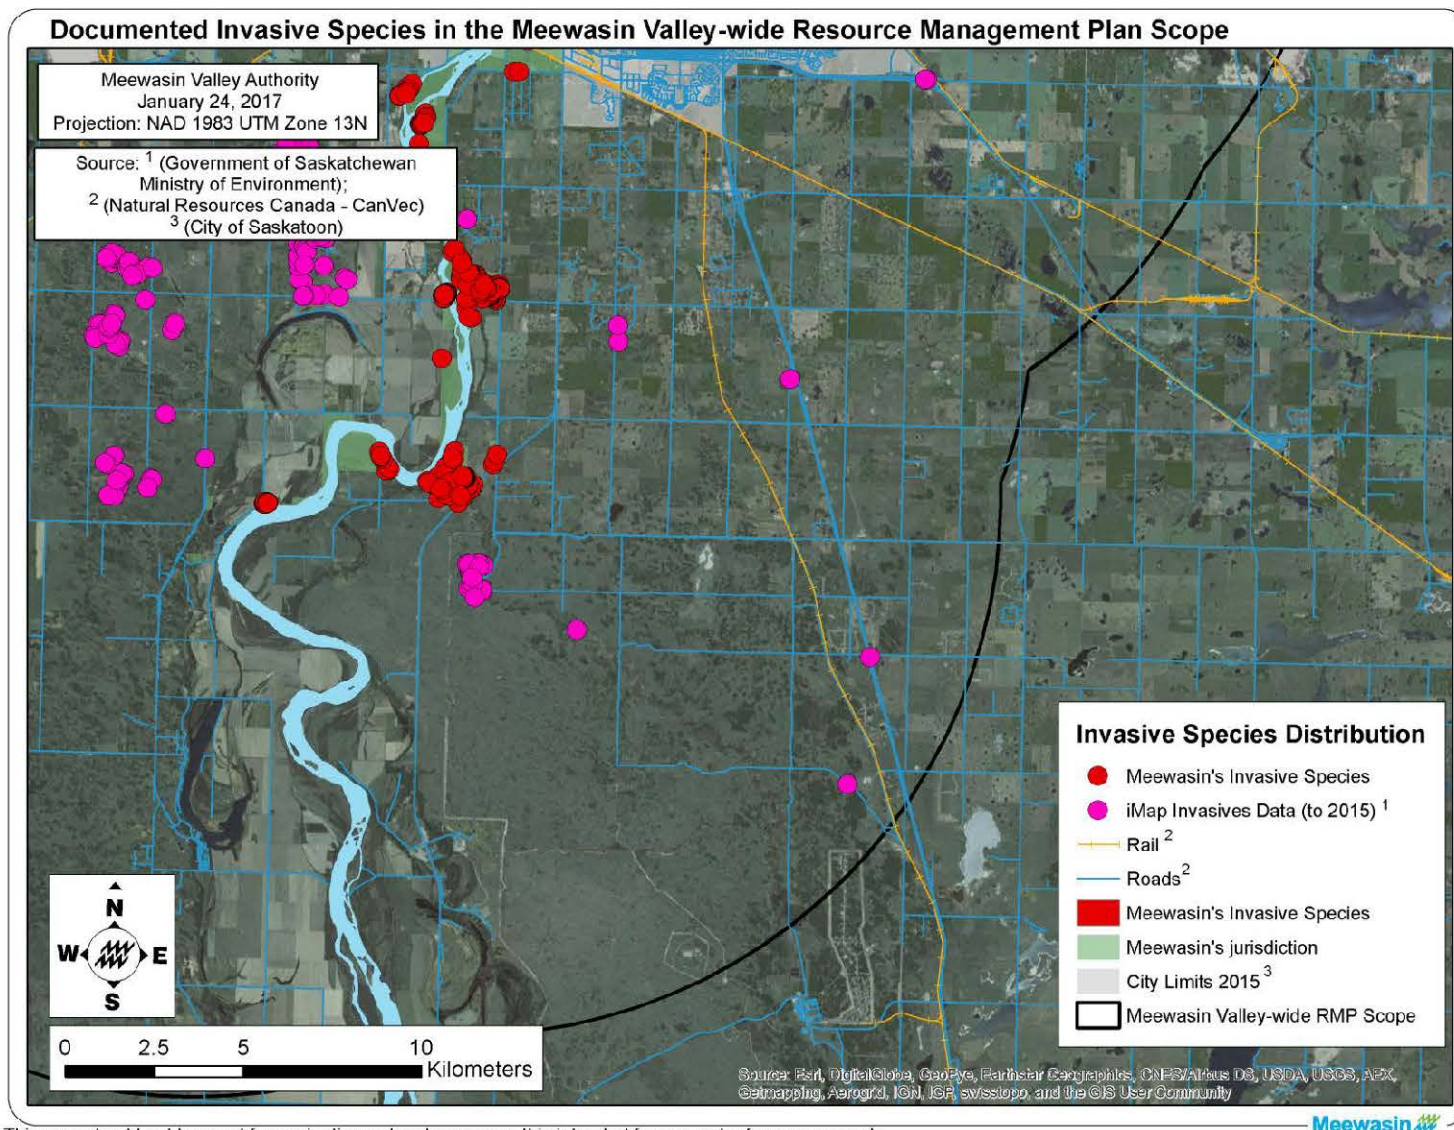 Documented Invasive Species in the Meewasin Valley-wide Resource Management Plan Scope
Meewasin Valley Authority
January 24, 2017
Projection: NAD 1983 UTM Zone 13N
Source: 1 (Government of Saskatchewan
Ministry of Environment);
2 (Natural Resources Canada - CanVec)
3 (City of Saskatoon)
Invasive Species Distribution
Meewasin's Invasive Species
iMap Invasives Data (to 2015) 1
Rail 2
Roads 2
Meewasin's Invasive Species
Meewasin's jurisdiction
City Limits 2015 3
Meewasin Valley-wide RMP Scope
N
W E
S
0 2.5 5 10
Kilometers
Source: Esri, DigitalGlobe, GeoEye, Earthstar Geographics, CNES/Airbus DS, USDA, USGS, AEX,
Getmapping, Aerogrid, IGN, IGP, swisstopo, and the GIS User Community
Meewasin